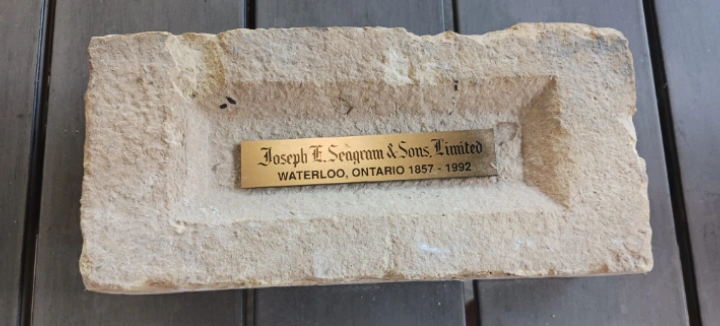 Joseph E. Seagram & Sons, Limited
WATERLOO, ONTARIO 1857 - 1992